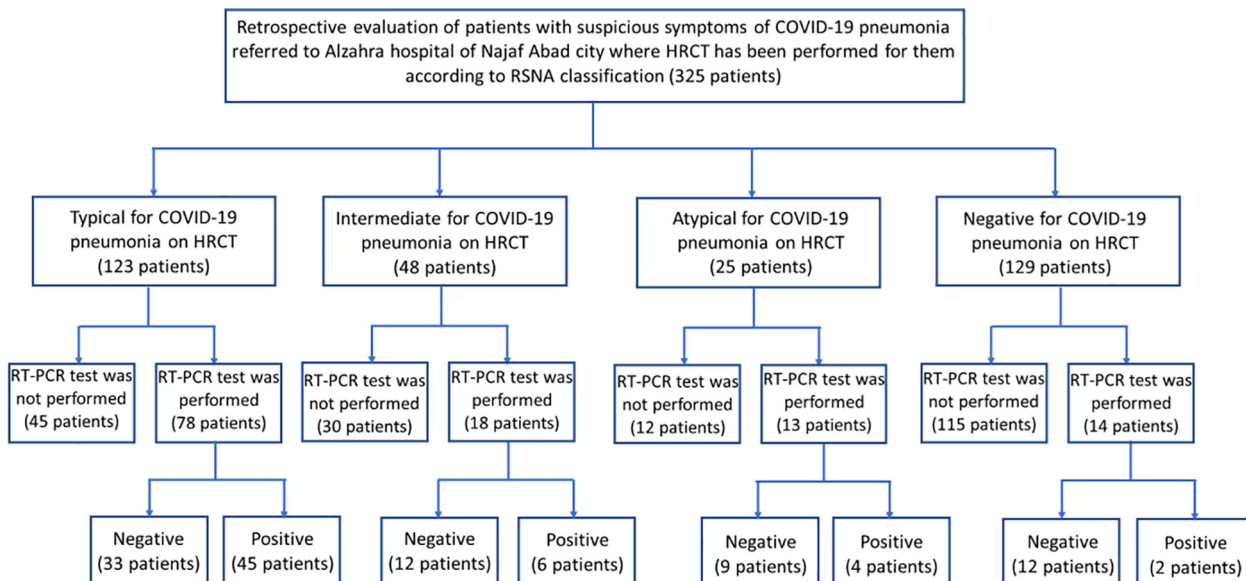 Retrospective evaluation of patients with suspicious symptoms of COVID-19 pneumonia
referred to Alzahra hospital of Najaf Abad city where HRCT has been performed for them
according to RSNA classification (325 patients)
Typical for COVID-19
pneumonia on HRCT
(123 patients)
Intermediate for COVID-19
pneumonia on HRCT
(48 patients)
Atypical for COVID-19
pneumonia on HRCT
(25 patients)
Negative for COVID-19
pneumonia on HRCT
(129 patients)
RT-PCR test was
not performed
(45 patients)
RT-PCR test was
performed
(78 patients)
RT-PCR test was
not performed
(30 patients)
RT-PCR test was
performed
(18 patients)
RT-PCR test was
not performed
(12 patients)
RT-PCR test was
performed
(13 patients)
RT-PCR test was
not performed
(115 patients)
RT-PCR test was
performed
(14 patients)
Negative
(33 patients)
Positive
(45 patients)
Negative
(12 patients)
Positive
(6 patients)
Negative
(9 patients)
Positive
(4 patients)
Negative
(12 patients)
Positive
(2 patients)